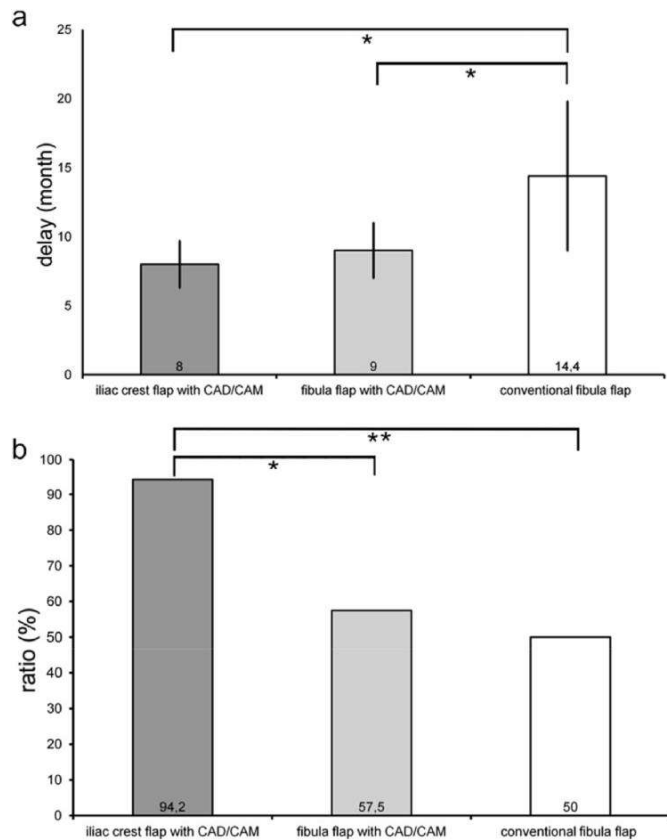 a
25
20
15
10
5
0
delay (month)
*
*
8
9
14,4
iliac crest flap with CAD/CAM
fibula flap with CAD/CAM
conventional fibula flap
b
100
90
80
70
60
50
40
30
20
10
0
ratio (%)
**
*
94,2
57,5
50
iliac crest flap with CAD/CAM
fibula flap with CAD/CAM
conventional fibula flap